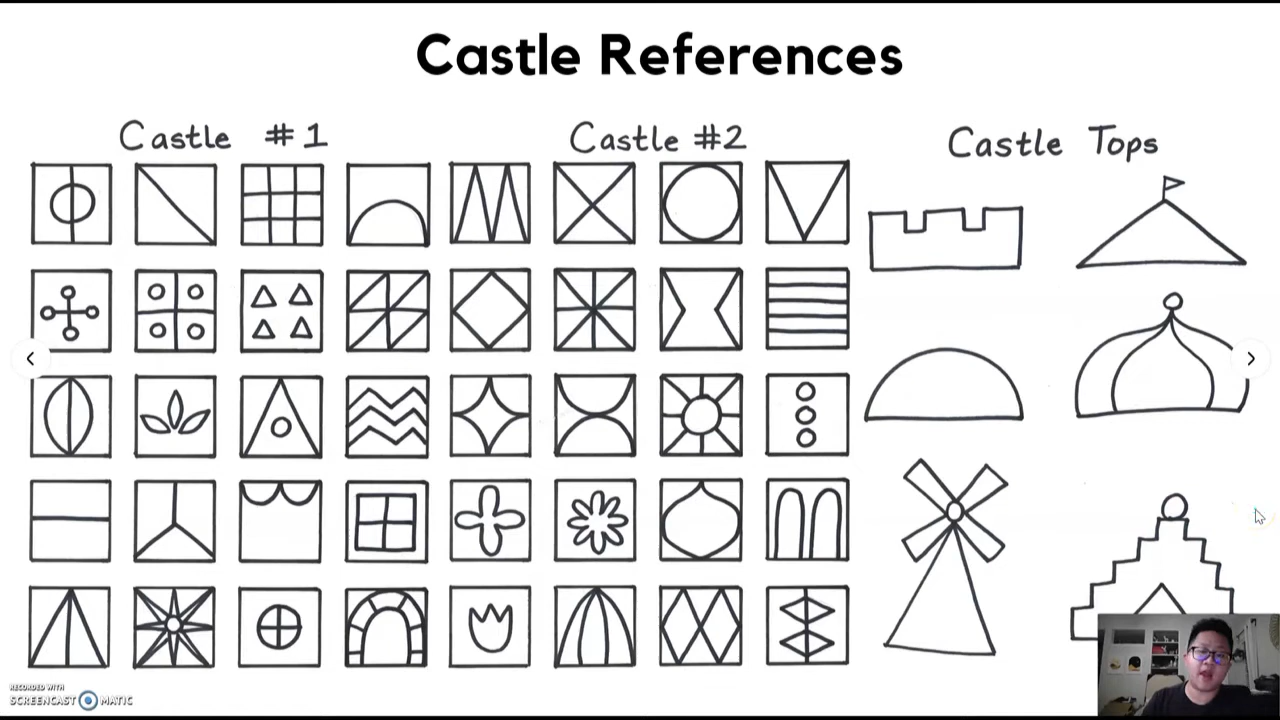 Castle References
Castle #1
Castle #2
Castle Tops
RECORDED WITH
SCREENCAST MATIC